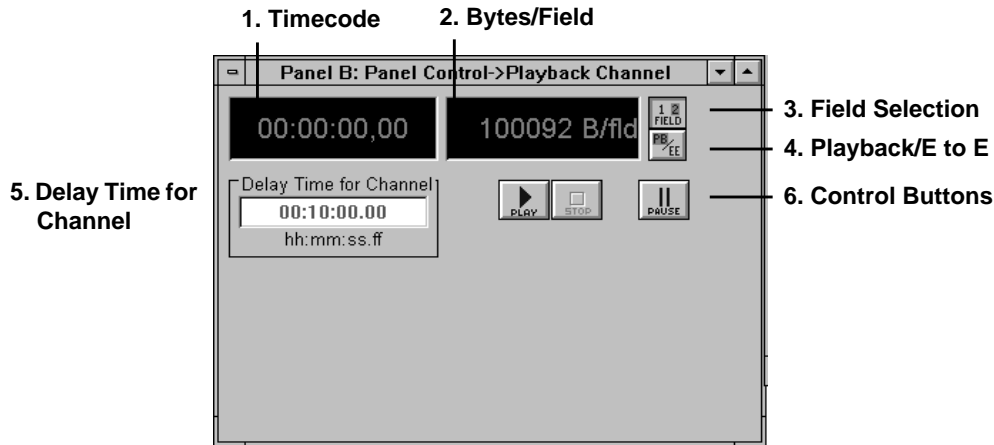 1. Timecode
2. Bytes/Field
Panel B: Panel Control->Playback Channel
00:00:00,00
100092 B/fld
1 2
FIELD
PB/EE
3. Field Selection
4. Playback/E to E
5. Delay Time for
Channel
Delay Time for Channel
00:10:00.00
hh:mm:ss.ff
PLAY
STOP
PAUSE
6. Control Buttons